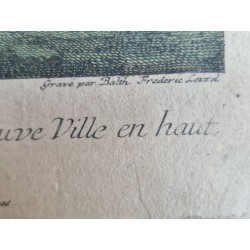 Gravé par Balth. Frederic Leizel
uve Ville en haut